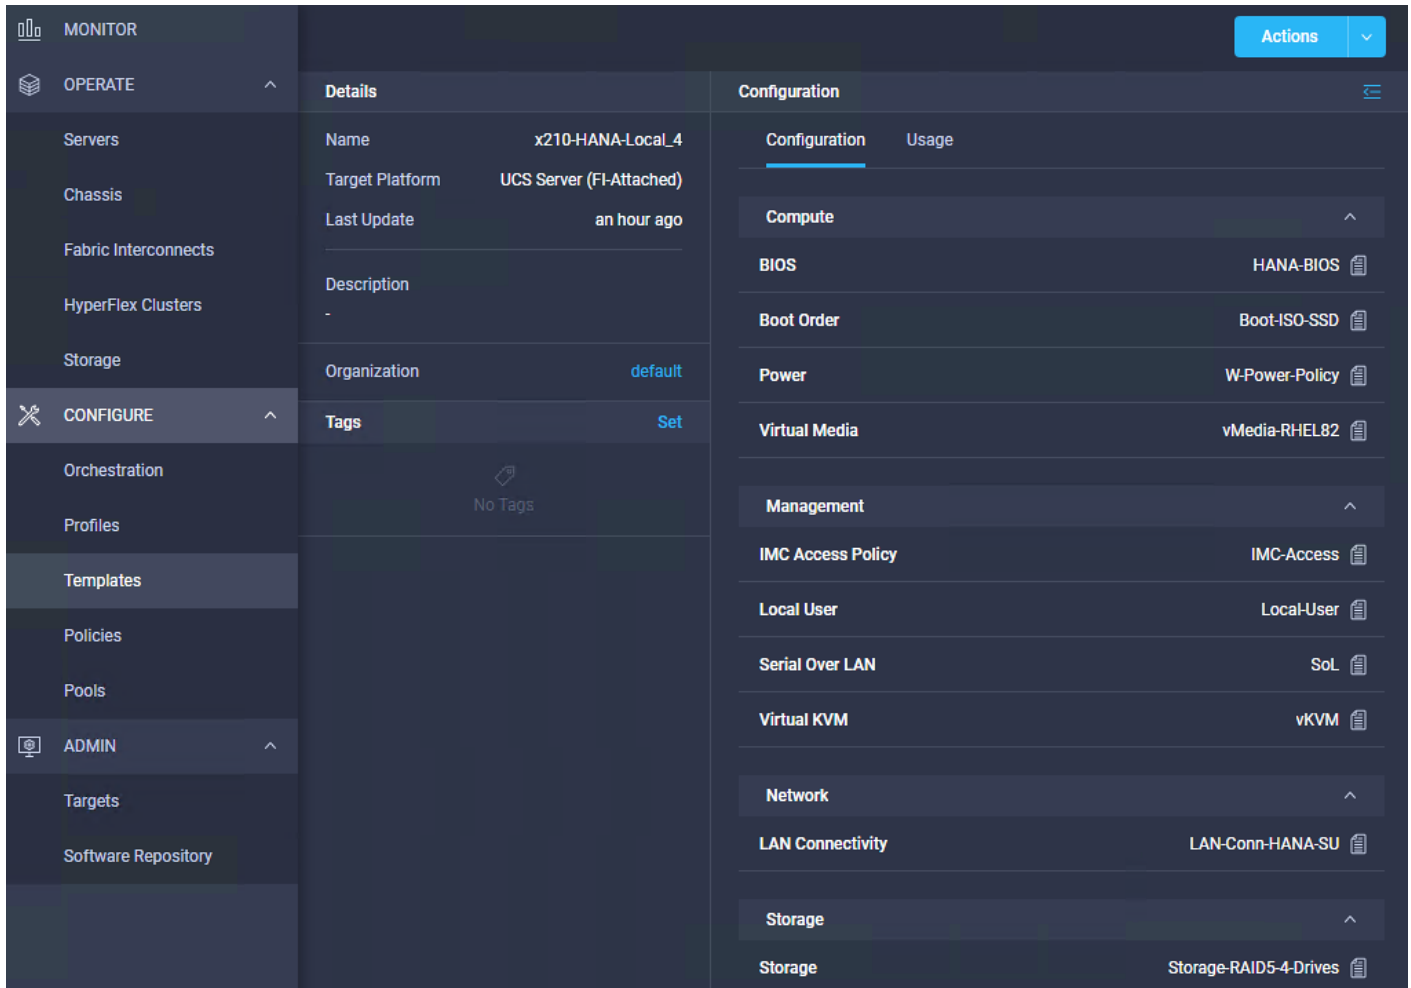 MONITOR
OPERATE
Servers
Chassis
Fabric Interconnects
HyperFlex Clusters
Storage
CONFIGURE
Orchestration
Profiles
Templates
Policies
Pools
ADMIN
Targets
Software Repository
Actions
Details
Name x210-HANA-Local_4
Target Platform UCS Server (FI-Attached)
Last Update an hour ago
Description
-
Organization default
Tags Set
No Tags
Configuration
Configuration Usage
Compute
BIOS HANA-BIOS
Boot Order Boot-ISO-SSD
Power W-Power-Policy
Virtual Media vMedia-RHEL82
Management
IMC Access Policy IMC-Access
Local User Local-User
Serial Over LAN SoL
Virtual KVM vKVM
Network
LAN Connectivity LAN-Conn-HANA-SU
Storage
Storage Storage-RAID5-4-Drives